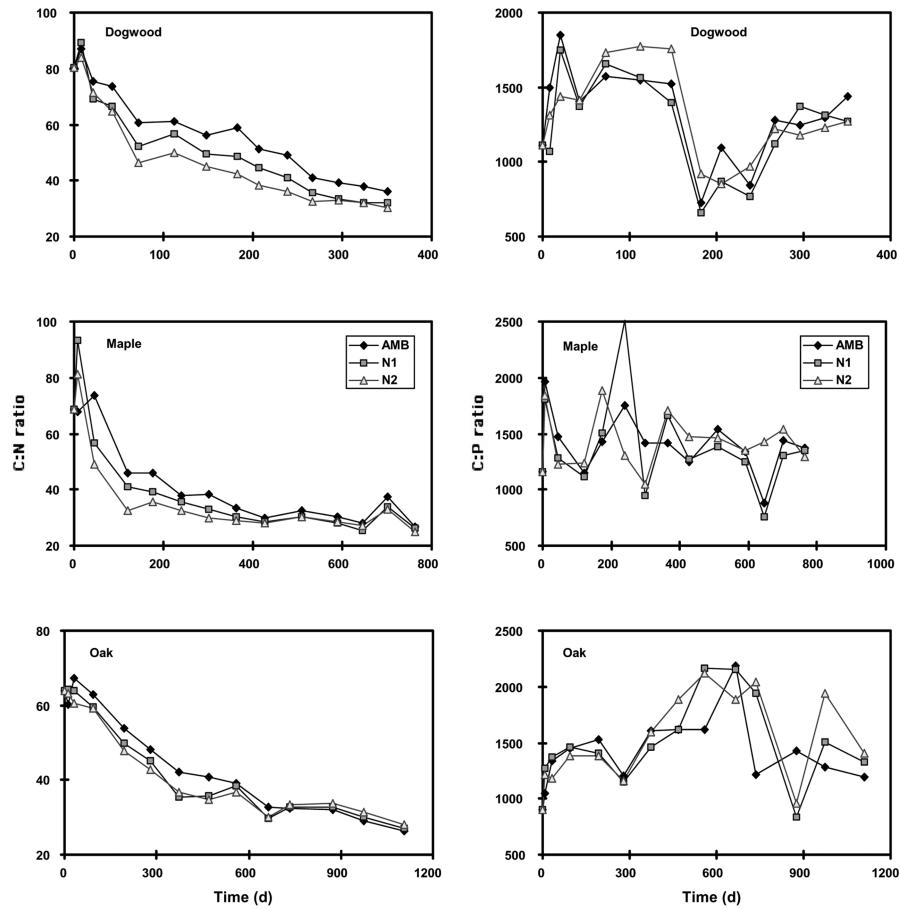 100
80
60
40
20
Dogwood
0 100 200 300 400
2000
1500
1000
500
Dogwood
0 100 200 300 400
C:N ratio
100
80
60
40
20
Maple
AMB
N1
N2
0 200 400 600 800
C:P ratio
2500
2000
1500
1000
500
Maple
AMB
N1
N2
0 200 400 600 800 1000
80
60
40
20
Oak
0 300 600 900 1200
Time (d)
2500
2000
1500
1000
500
Oak
0 300 600 900 1200
Time (d)